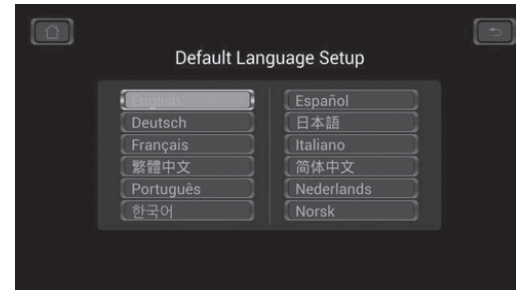 Default Language Setup
English
Deutsch
Français
繁體中文
Português
한국어
Español
日本語
Italiano
简体中文
Nederlands
Norsk